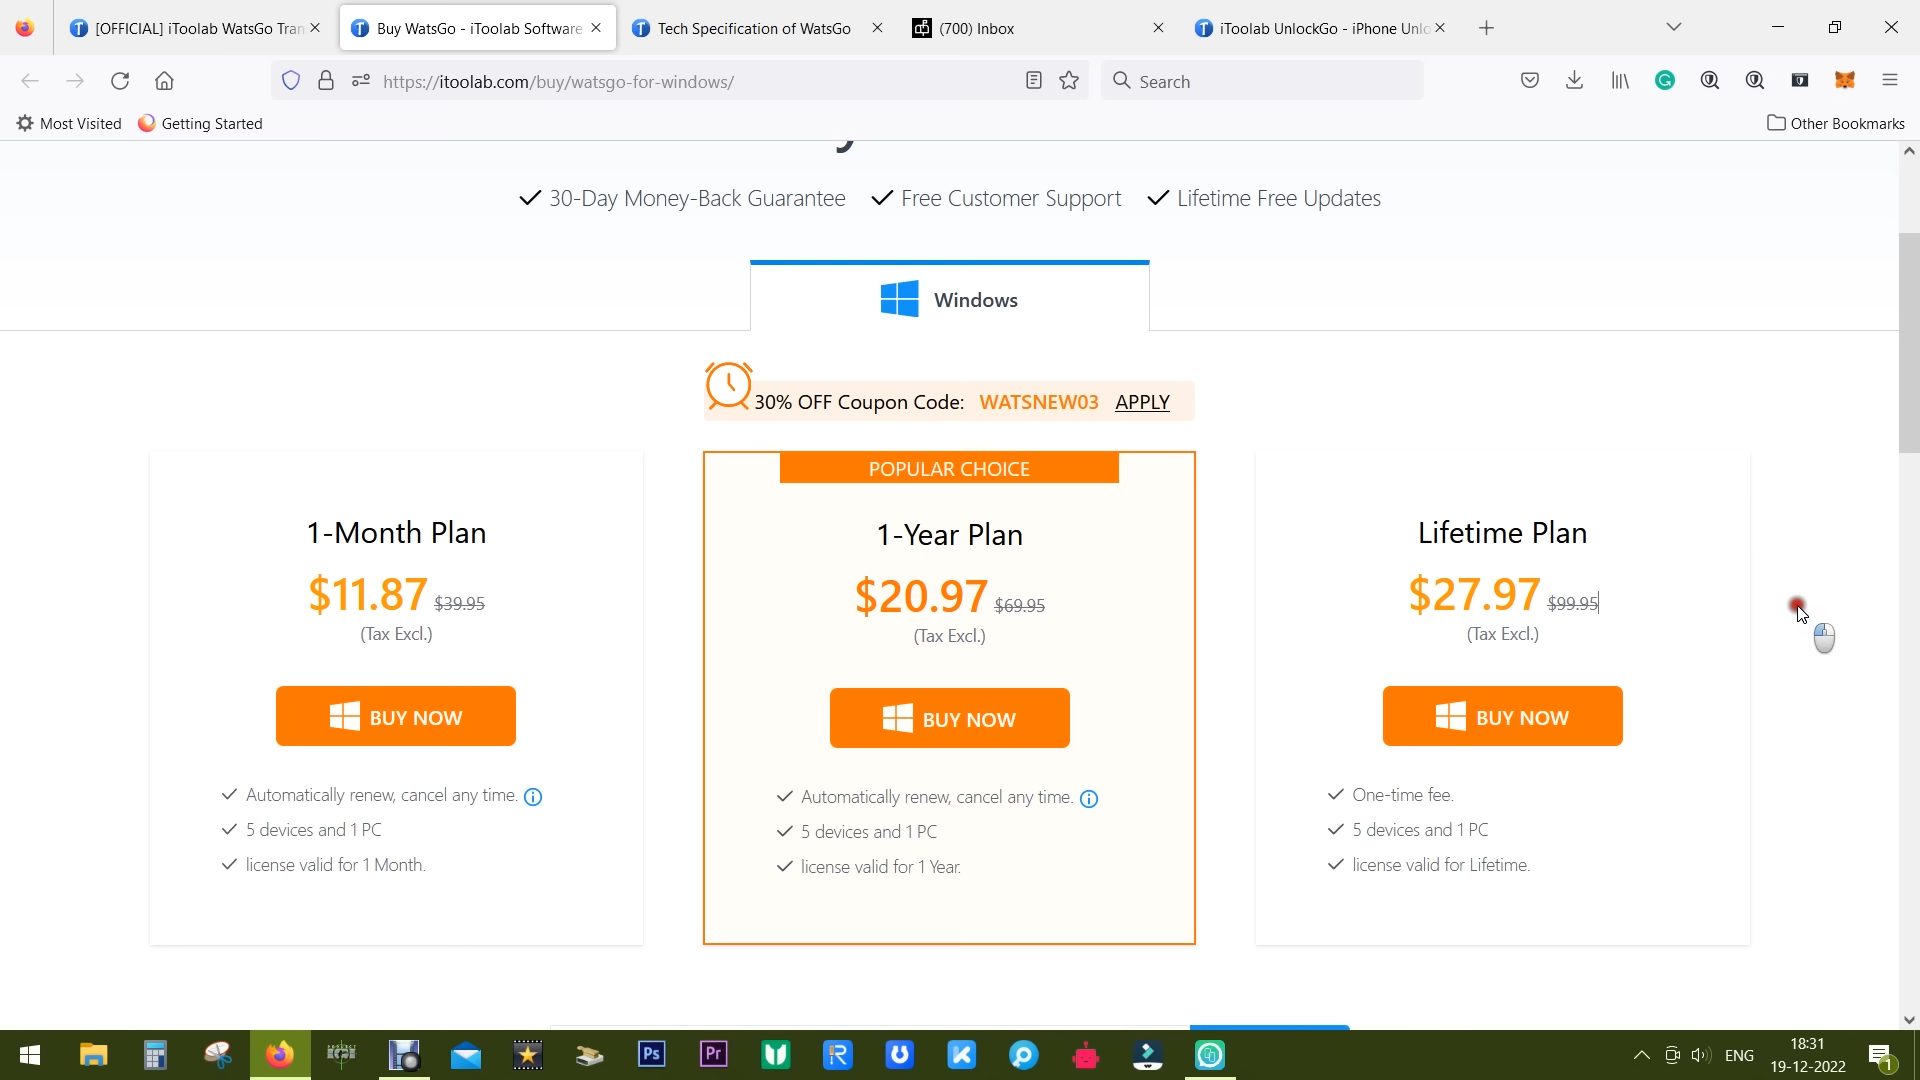 [OFFICIAL] iToolab WatsGo Tran
Buy WatsGo - iToolab Software
Tech Specification of WatsGo
(700) Inbox
iToolab UnlockGo - iPhone Unlo
https://itoolab.com/buy/watsgo-for-windows/
Search
Most Visited
Getting Started
Other Bookmarks
30-Day Money-Back Guarantee
Free Customer Support
Lifetime Free Updates
Windows
30% OFF Coupon Code: WATSNEW03 APPLY
POPULAR CHOICE
1-Month Plan
$11.87 $39.95
(Tax Excl.)
BUY NOW
Automatically renew, cancel any time.
5 devices and 1 PC
license valid for 1 Month.
1-Year Plan
$20.97 $69.95
(Tax Excl.)
BUY NOW
Automatically renew, cancel any time.
5 devices and 1 PC
license valid for 1 Year.
Lifetime Plan
$27.97 $99.95
(Tax Excl.)
BUY NOW
One-time fee.
5 devices and 1 PC
license valid for Lifetime.
Ps
Pr
ENG
18:31
19-12-2022
1